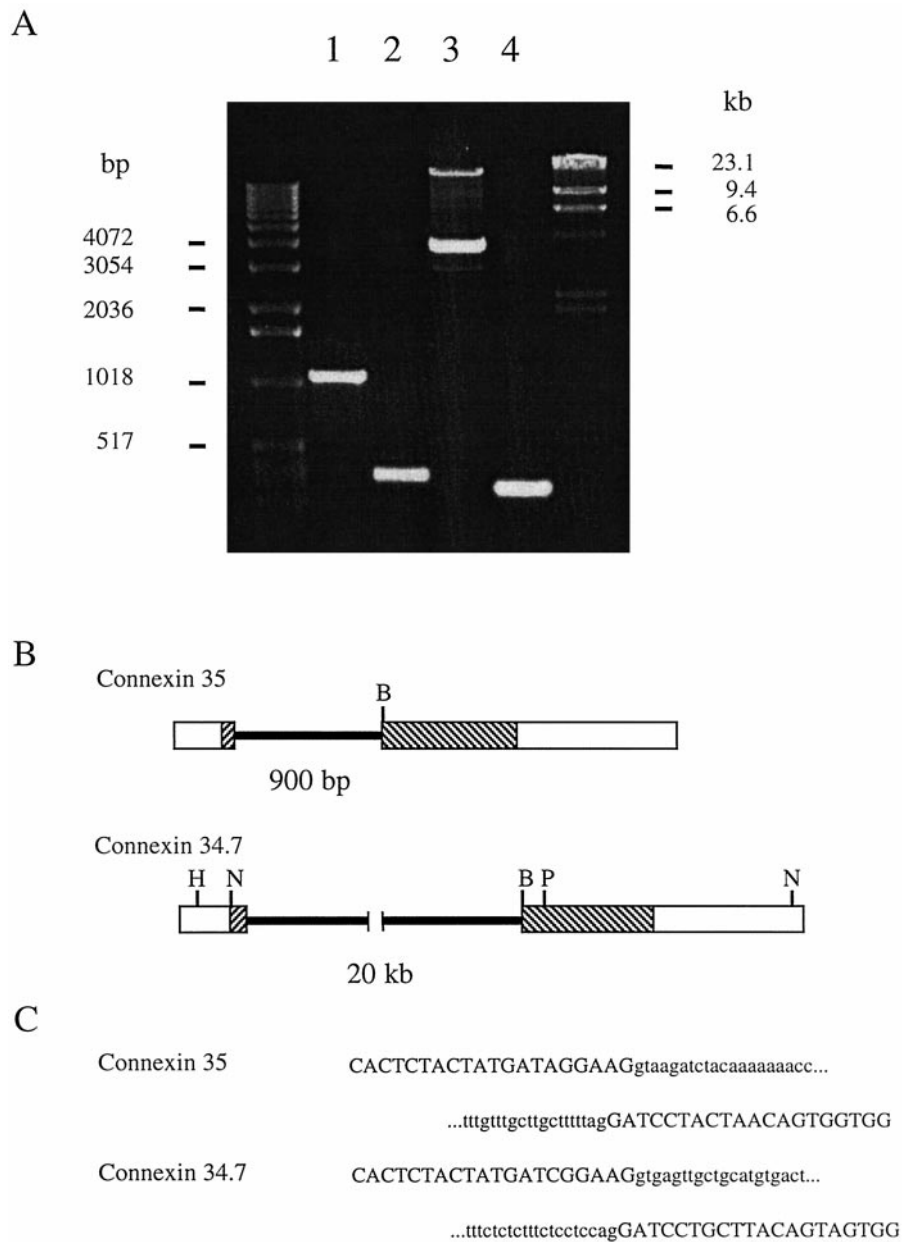 A
1 2 3 4
bp
kb
4072
3054
2036
1018
517
23.1
9.4
6.6
B
Connexin 35
B
900 bp
Connexin 34.7
H N B P N
20 kb
C
Connexin 35 CACTCTACTATGATAGGAAGgtaagatctacaaaaaaacc...
...tttgtttgcttgctttttagGATCCTACTAACAGTGGTGG
Connexin 34.7 CACTCTACTATGATCGGAAGgtgagttgctgcatgtgact...
...tttctctctttctcctccagGATCCTGCTTACAGTAGTGG